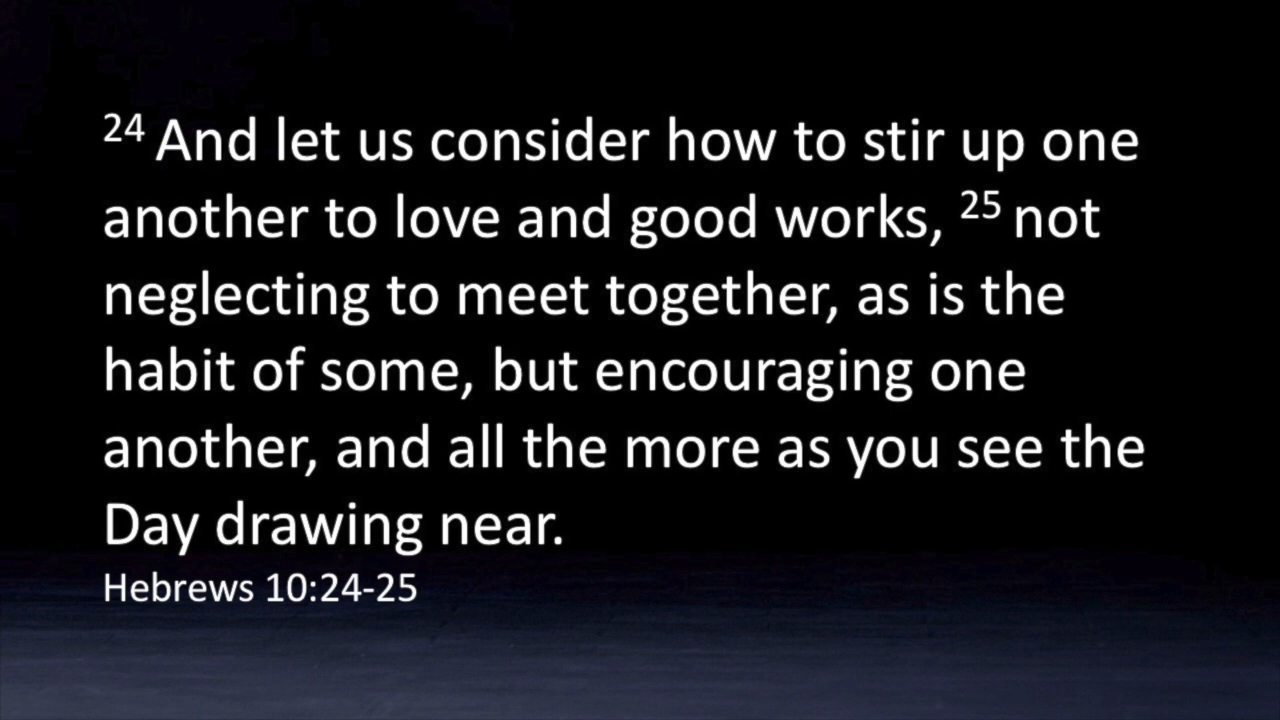 24 And let us consider how to stir up one
another to love and good works, 25 not
neglecting to meet together, as is the
habit of some, but encouraging one
another, and all the more as you see the
Day drawing near.
Hebrews 10:24-25